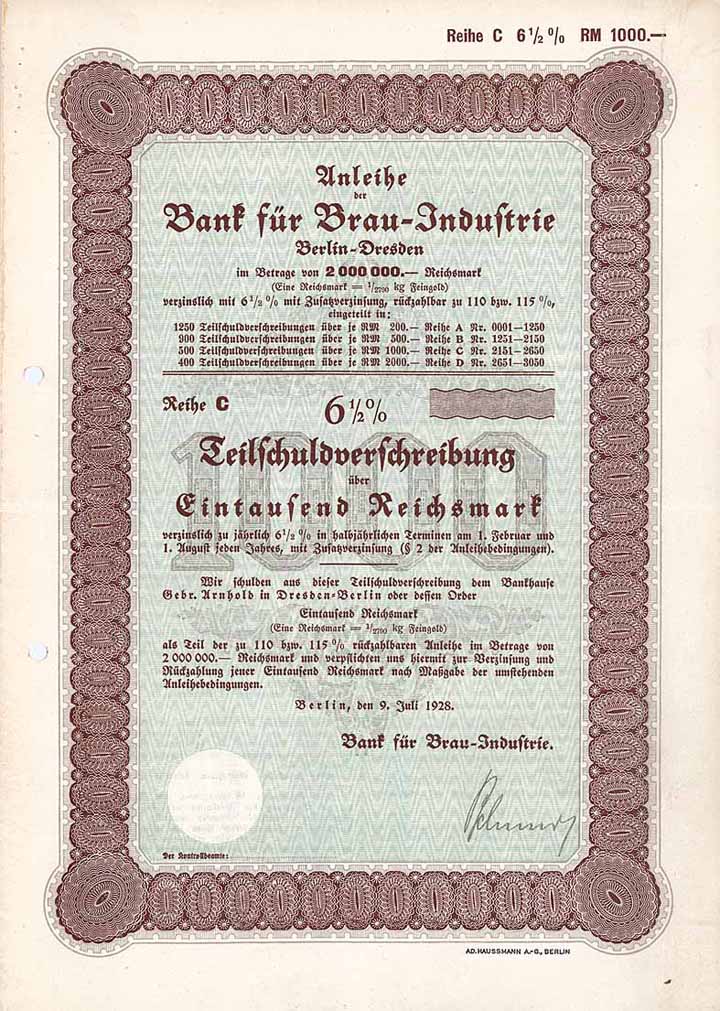 Reihe C 6 1/2 % RM 1000.—
Anleihe
der
Bank für Brau-Industrie
Berlin-Dresden
im Betrage von 2 000 000.— Reichsmark
(Eine Reichsmark = 1/2790 kg Feingold)
verzinslich mit 6 1/2 % mit Zusatzverzinsung, rückzahlbar zu 110 bzw. 115 %,
eingeteilt in:
1250 Teilschuldverschreibungen über je RM 200.— Reihe A Nr. 0001—1250
900 Teilschuldverschreibungen über je RM 500.— Reihe B Nr. 1251—2150
500 Teilschuldverschreibungen über je RM 1000.— Reihe C Nr. 2151—2650
400 Teilschuldverschreibungen über je RM 2000.— Reihe D Nr. 2651—3050
Reihe C 6 1/2 %
1000
Teilschuldverschreibung
über
Eintausend Reichsmark
verzinslich zu jährlich 6 1/2 % in halbjährlichen Terminen am 1. Februar und
1. August jeden Jahres, mit Zusatzverzinsung (§ 2 der Anleihebedingungen).
Wir schulden aus dieser Teilschuldverschreibung dem Bankhause
Gebr. Arnhold in Dresden-Berlin oder dessen Order
Eintausend Reichsmark
(Eine Reichsmark = 1/2790 kg Feingold)
als Teil der zu 110 bzw. 115 % rückzahlbaren Anleihe im Betrage von
2 000 000.— Reichsmark und verpflichten uns hiermit zur Verzinsung und
Rückzahlung jener Eintausend Reichsmark nach Maßgabe der umstehenden
Anleihebedingungen.
Berlin, den 9. Juli 1928.
Bank für Brau-Industrie.
Der Kontrollbeamte:
AD. HAUSSMANN A.-G., BERLIN